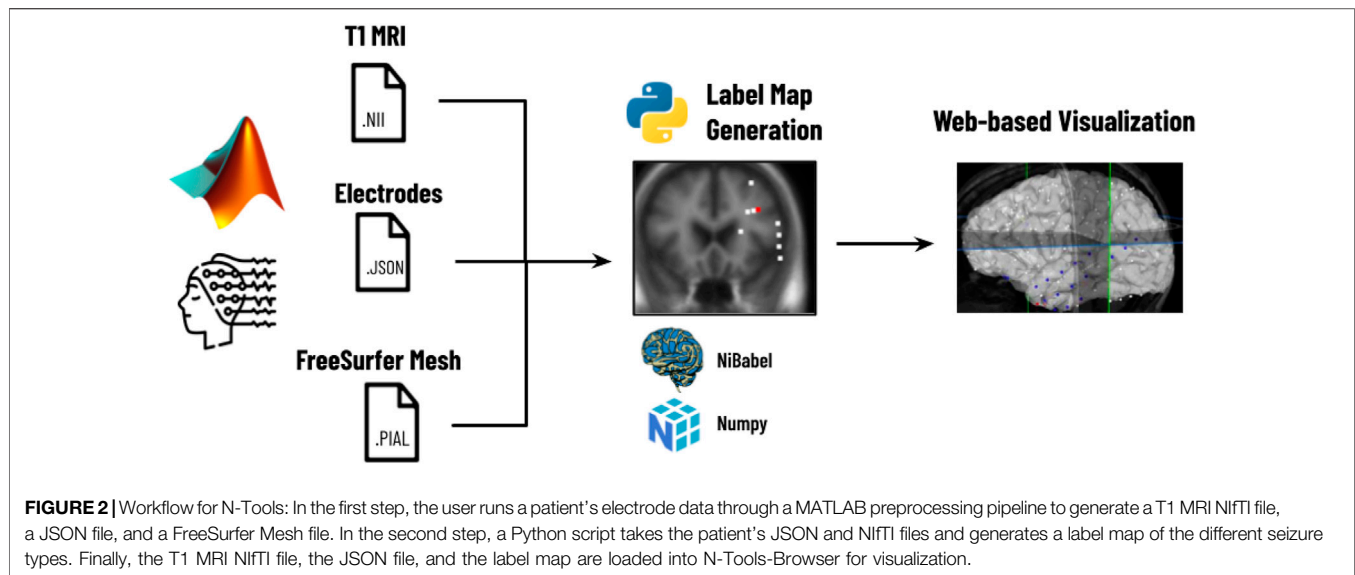 T1 MRI
.NII
Electrodes
.JSON
FreeSurfer Mesh
.PIAL
Label Map
Generation
NiBabel
Numpy
Web-based Visualization
FIGURE 2 | Workflow for N-Tools: In the first step, the user runs a patient's electrode data through a MATLAB preprocessing pipeline to generate a T1 MRI NIfTI file,
a JSON file, and a FreeSurfer Mesh file. In the second step, a Python script takes the patient's JSON and NIfTI files and generates a label map of the different seizure
types. Finally, the T1 MRI NIfTI file, the JSON file, and the label map are loaded into N-Tools-Browser for visualization.